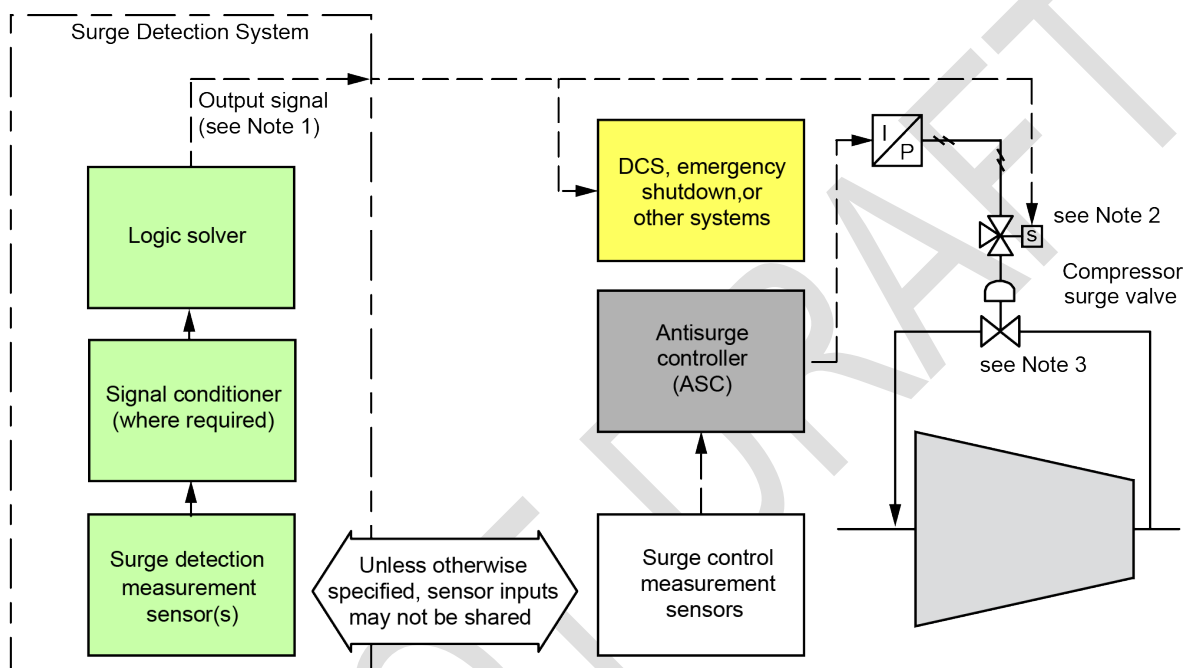 Surge Detection System
Output signal
(see Note 1)
Logic solver
Signal conditioner
(where required)
Surge detection
measurement
sensor(s)
Unless otherwise
specified, sensor inputs
may not be shared
DCS, emergency
shutdown,or
other systems
Antisurge
controller
(ASC)
Surge control
measurement
sensors
I
P
S
see Note 2
Compressor
surge valve
see Note 3
DRAFT